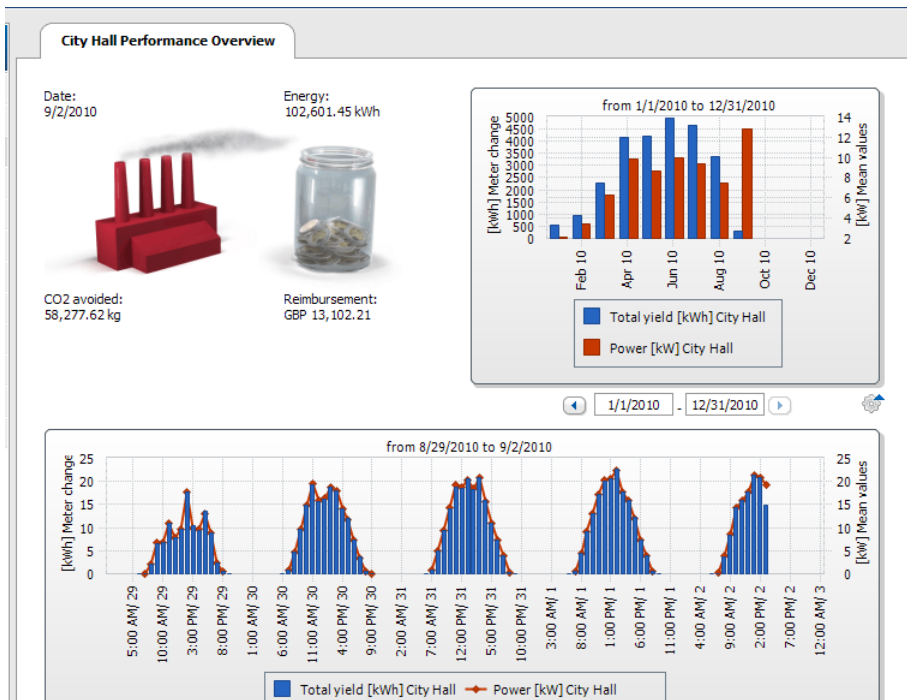 City Hall Performance Overview
Date:
9/2/2010
Energy:
102,601.45 kWh
CO2 avoided:
58,277.62 kg
Reimbursement:
GBP 13,102.21
from 1/1/2010 to 12/31/2010
[kWh] Meter change
5000
4500
4000
3500
3000
2500
2000
1500
1000
500
0
14
12
10
8
6
4
2
[kW] Mean values
Feb 10
Apr 10
Jun 10
Aug 10
Oct 10
Dec 10
Total yield [kWh] City Hall
Power [kW] City Hall
1/1/2010 - 12/31/2010
from 8/29/2010 to 9/2/2010
[kWh] Meter change
25
20
15
10
5
0
25
20
15
10
5
0
[kW] Mean values
5:00 AM/ 29
10:00 AM/ 29
3:00 PM/ 29
8:00 PM/ 29
1:00 AM/ 30
6:00 AM/ 30
11:00 AM/ 30
4:00 PM/ 30
9:00 PM/ 30
2:00 AM/ 31
7:00 AM/ 31
12:00 PM/ 31
5:00 PM/ 31
10:00 PM/ 31
3:00 AM/ 1
8:00 AM/ 1
1:00 PM/ 1
6:00 PM/ 1
11:00 PM/ 1
4:00 AM/ 2
9:00 AM/ 2
2:00 PM/ 2
7:00 PM/ 2
12:00 AM/ 3
Total yield [kWh] City Hall Power [kW] City Hall